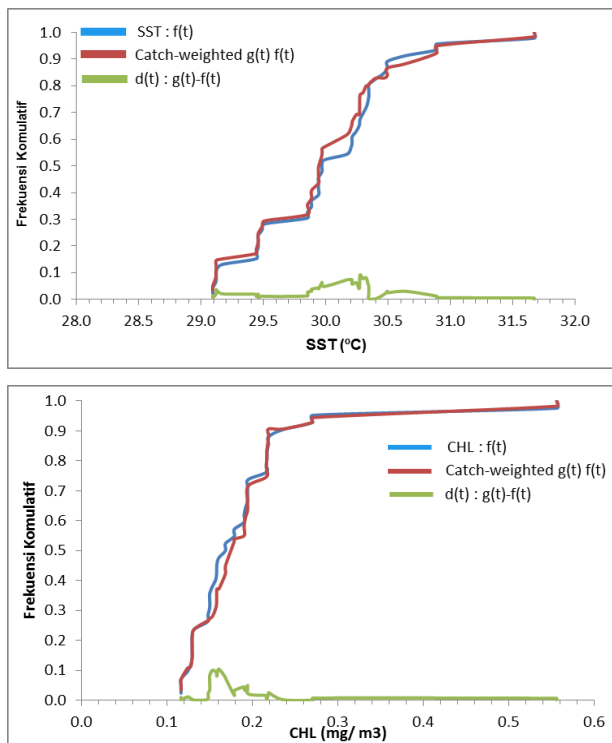 1.0
0.9
0.8
0.7
0.6
0.5
0.4
0.3
0.2
0.1
0.0
Frekuensi Komulatif
SST : f(t)
Catch-weighted g(t) f(t)
d(t) : g(t)-f(t)
28.0 28.5 29.0 29.5 30.0 30.5 31.0 31.5 32.0
SST (ºC)
1.0
0.9
0.8
0.7
0.6
0.5
0.4
0.3
0.2
0.1
0.0
Frekuensi Komulatif
CHL : f(t)
Catch-weighted g(t) f(t)
d(t) : g(t)-f(t)
0.0 0.1 0.2 0.3 0.4 0.5 0.6
CHL (mg/ m3)